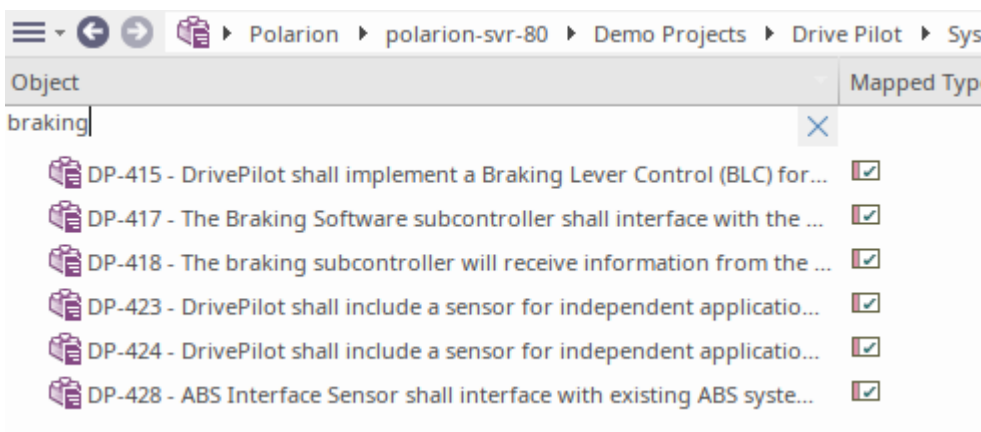 Polarion polarion-svr-80 Demo Projects Drive Pilot Sys
Object Mapped Typ
braking
DP-415 - DrivePilot shall implement a Braking Lever Control (BLC) for...
DP-417 - The Braking Software subcontroller shall interface with the ...
DP-418 - The braking subcontroller will receive information from the ...
DP-423 - DrivePilot shall include a sensor for independent applicatio...
DP-424 - DrivePilot shall include a sensor for independent applicatio...
DP-428 - ABS Interface Sensor shall interface with existing ABS syste...